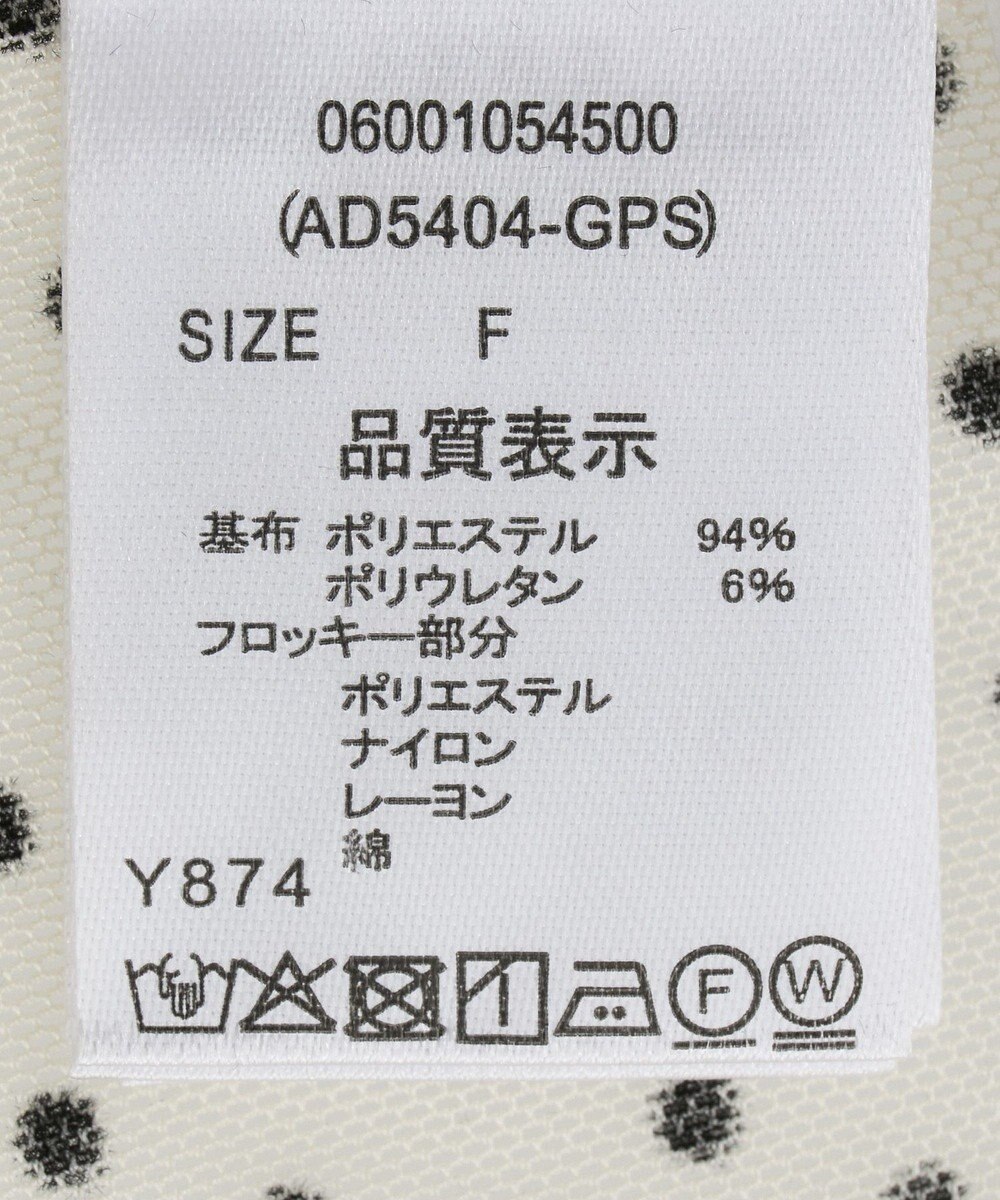 06001054500
(AD5404-GPS)
SIZE F
品質表示
基布 ポリエステル 94%
ポリウレタン 6%
フロッキー部分
ポリエステル
ナイロン
レーヨン
綿
Y874
F W